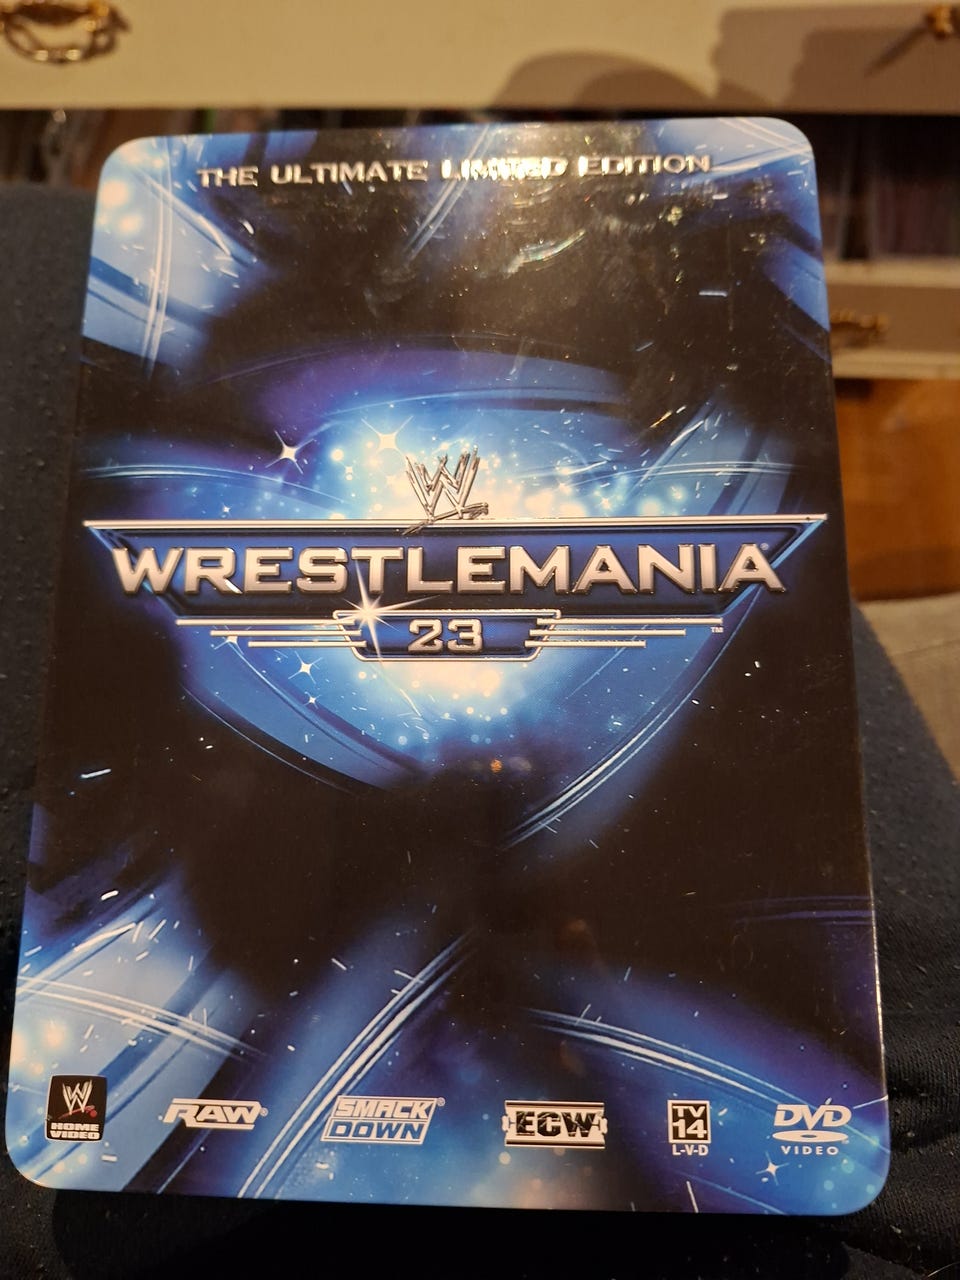 THE ULTIMATE LIMITED EDITION
W
WRESTLEMANIA®
23
™
W
HOME
VIDEO
RAW®
SMACK
DOWN®
ECW
TV
14
L-V-D
DVD
VIDEO